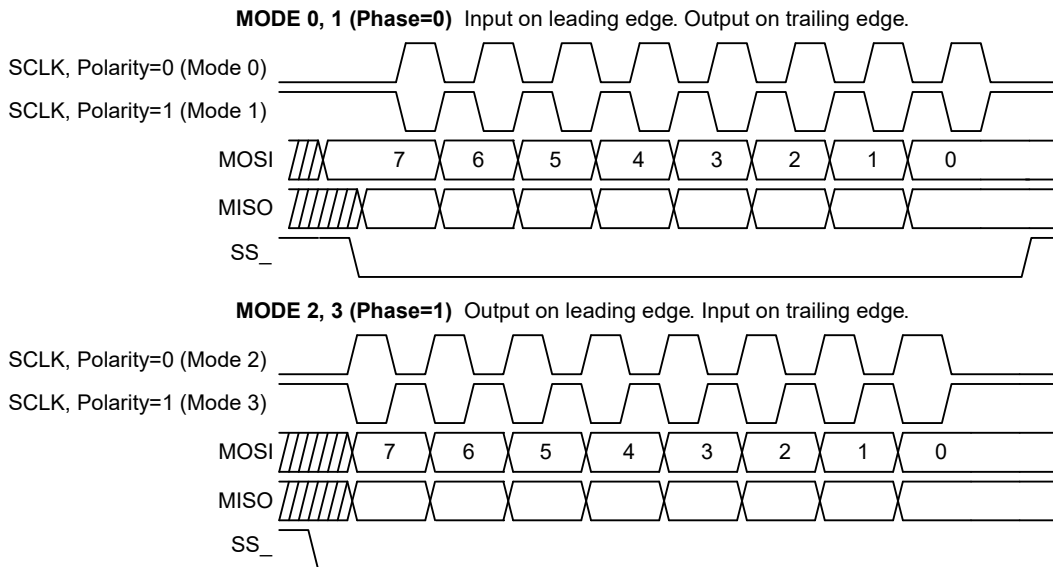 MODE 0, 1 (Phase=0) Input on leading edge. Output on trailing edge.
SCLK, Polarity=0 (Mode 0)
SCLK, Polarity=1 (Mode 1)
MOSI 7 6 5 4 3 2 1 0
MISO
SS_
MODE 2, 3 (Phase=1) Output on leading edge. Input on trailing edge.
SCLK, Polarity=0 (Mode 2)
SCLK, Polarity=1 (Mode 3)
MOSI 7 6 5 4 3 2 1 0
MISO
SS_